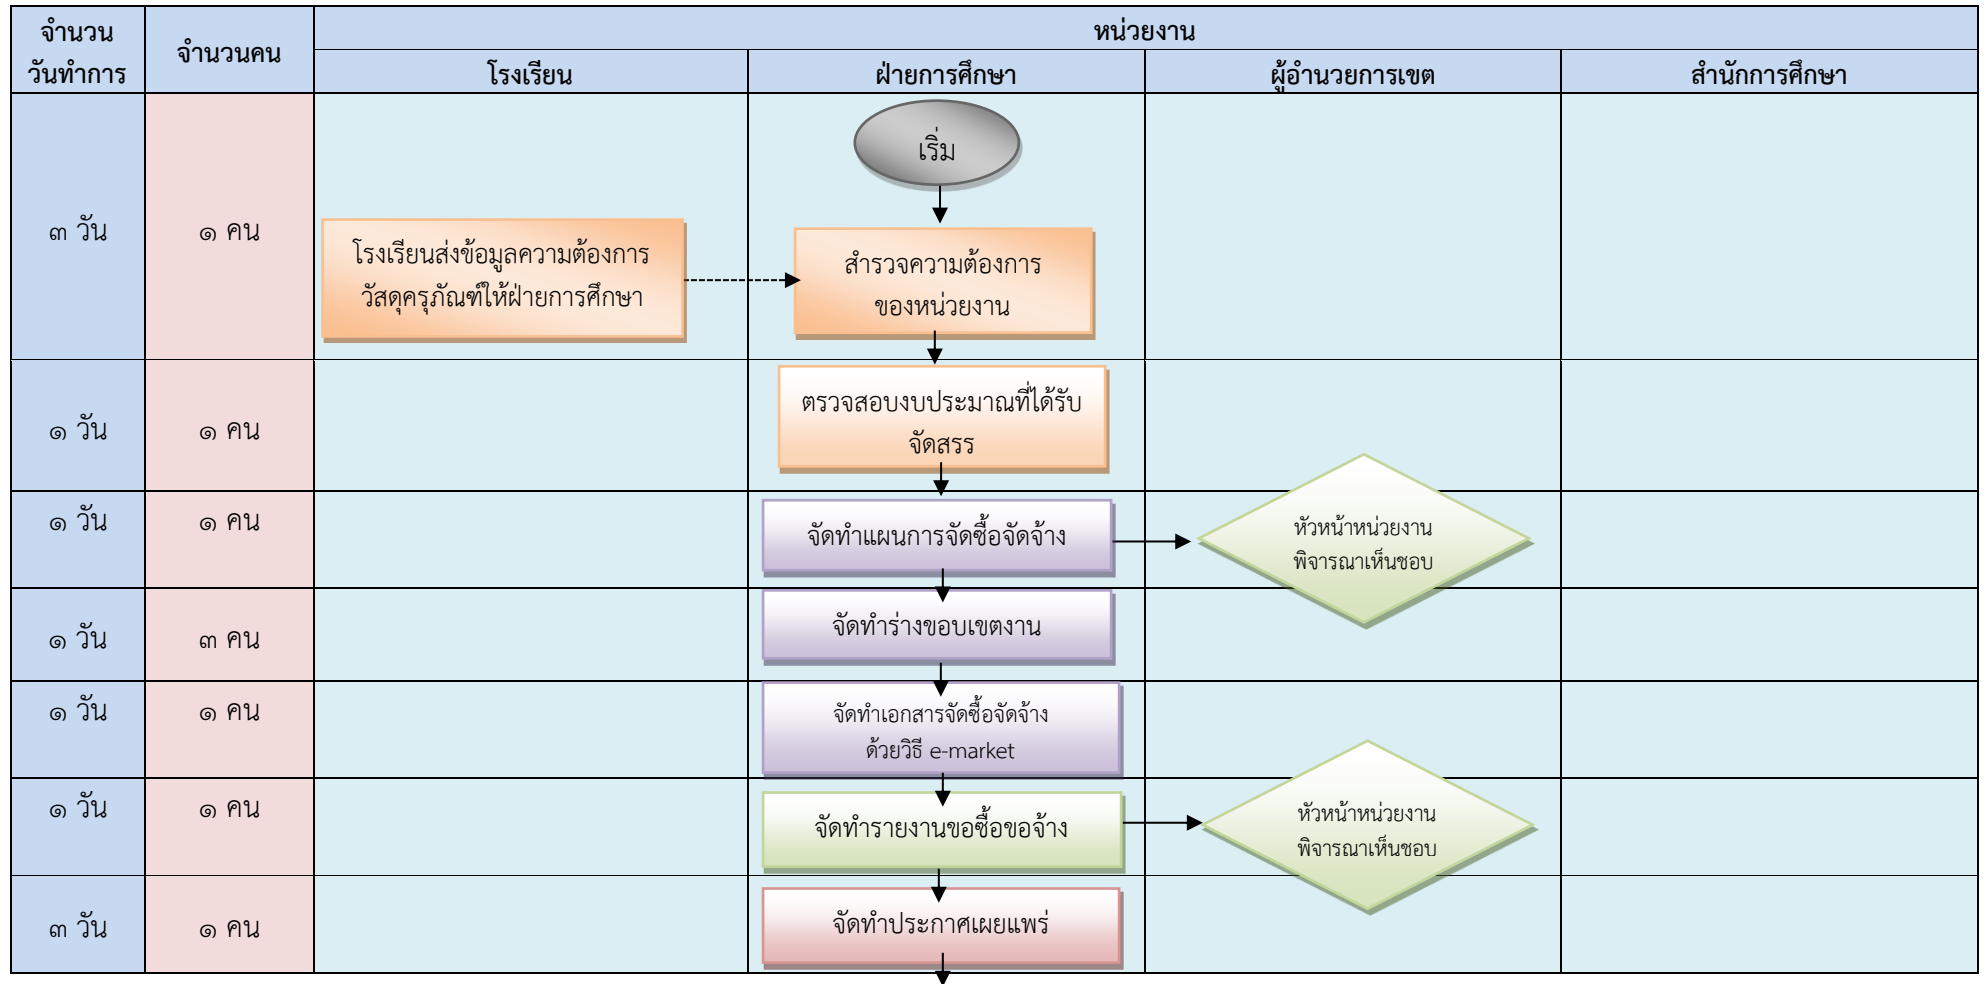 จำนวน
วันทำการ
จำนวนคน
หน่วยงาน
โรงเรียน
ฝ่ายการศึกษา
ผู้อำนวยการเขต
สำนักการศึกษา
เริ่ม
๓ วัน
๑ คน
โรงเรียนส่งข้อมูลความต้องการ
วัสดุครุภัณฑ์ให้ฝ่ายการศึกษา
สำรวจความต้องการ
ของหน่วยงาน
๑ วัน
๑ คน
ตรวจสอบงบประมาณที่ได้รับ
จัดสรร
๑ วัน
๑ คน
จัดทำแผนการจัดซื้อจัดจ้าง
หัวหน้าหน่วยงาน
พิจารณาเห็นชอบ
๑ วัน
๓ คน
จัดทำร่างขอบเขตงาน
๑ วัน
๑ คน
จัดทำเอกสารจัดซื้อจัดจ้าง
ด้วยวิธี e-market
๑ วัน
๑ คน
จัดทำรายงานขอซื้อขอจ้าง
หัวหน้าหน่วยงาน
พิจารณาเห็นชอบ
๓ วัน
๑ คน
จัดทำประกาศเผยแพร่